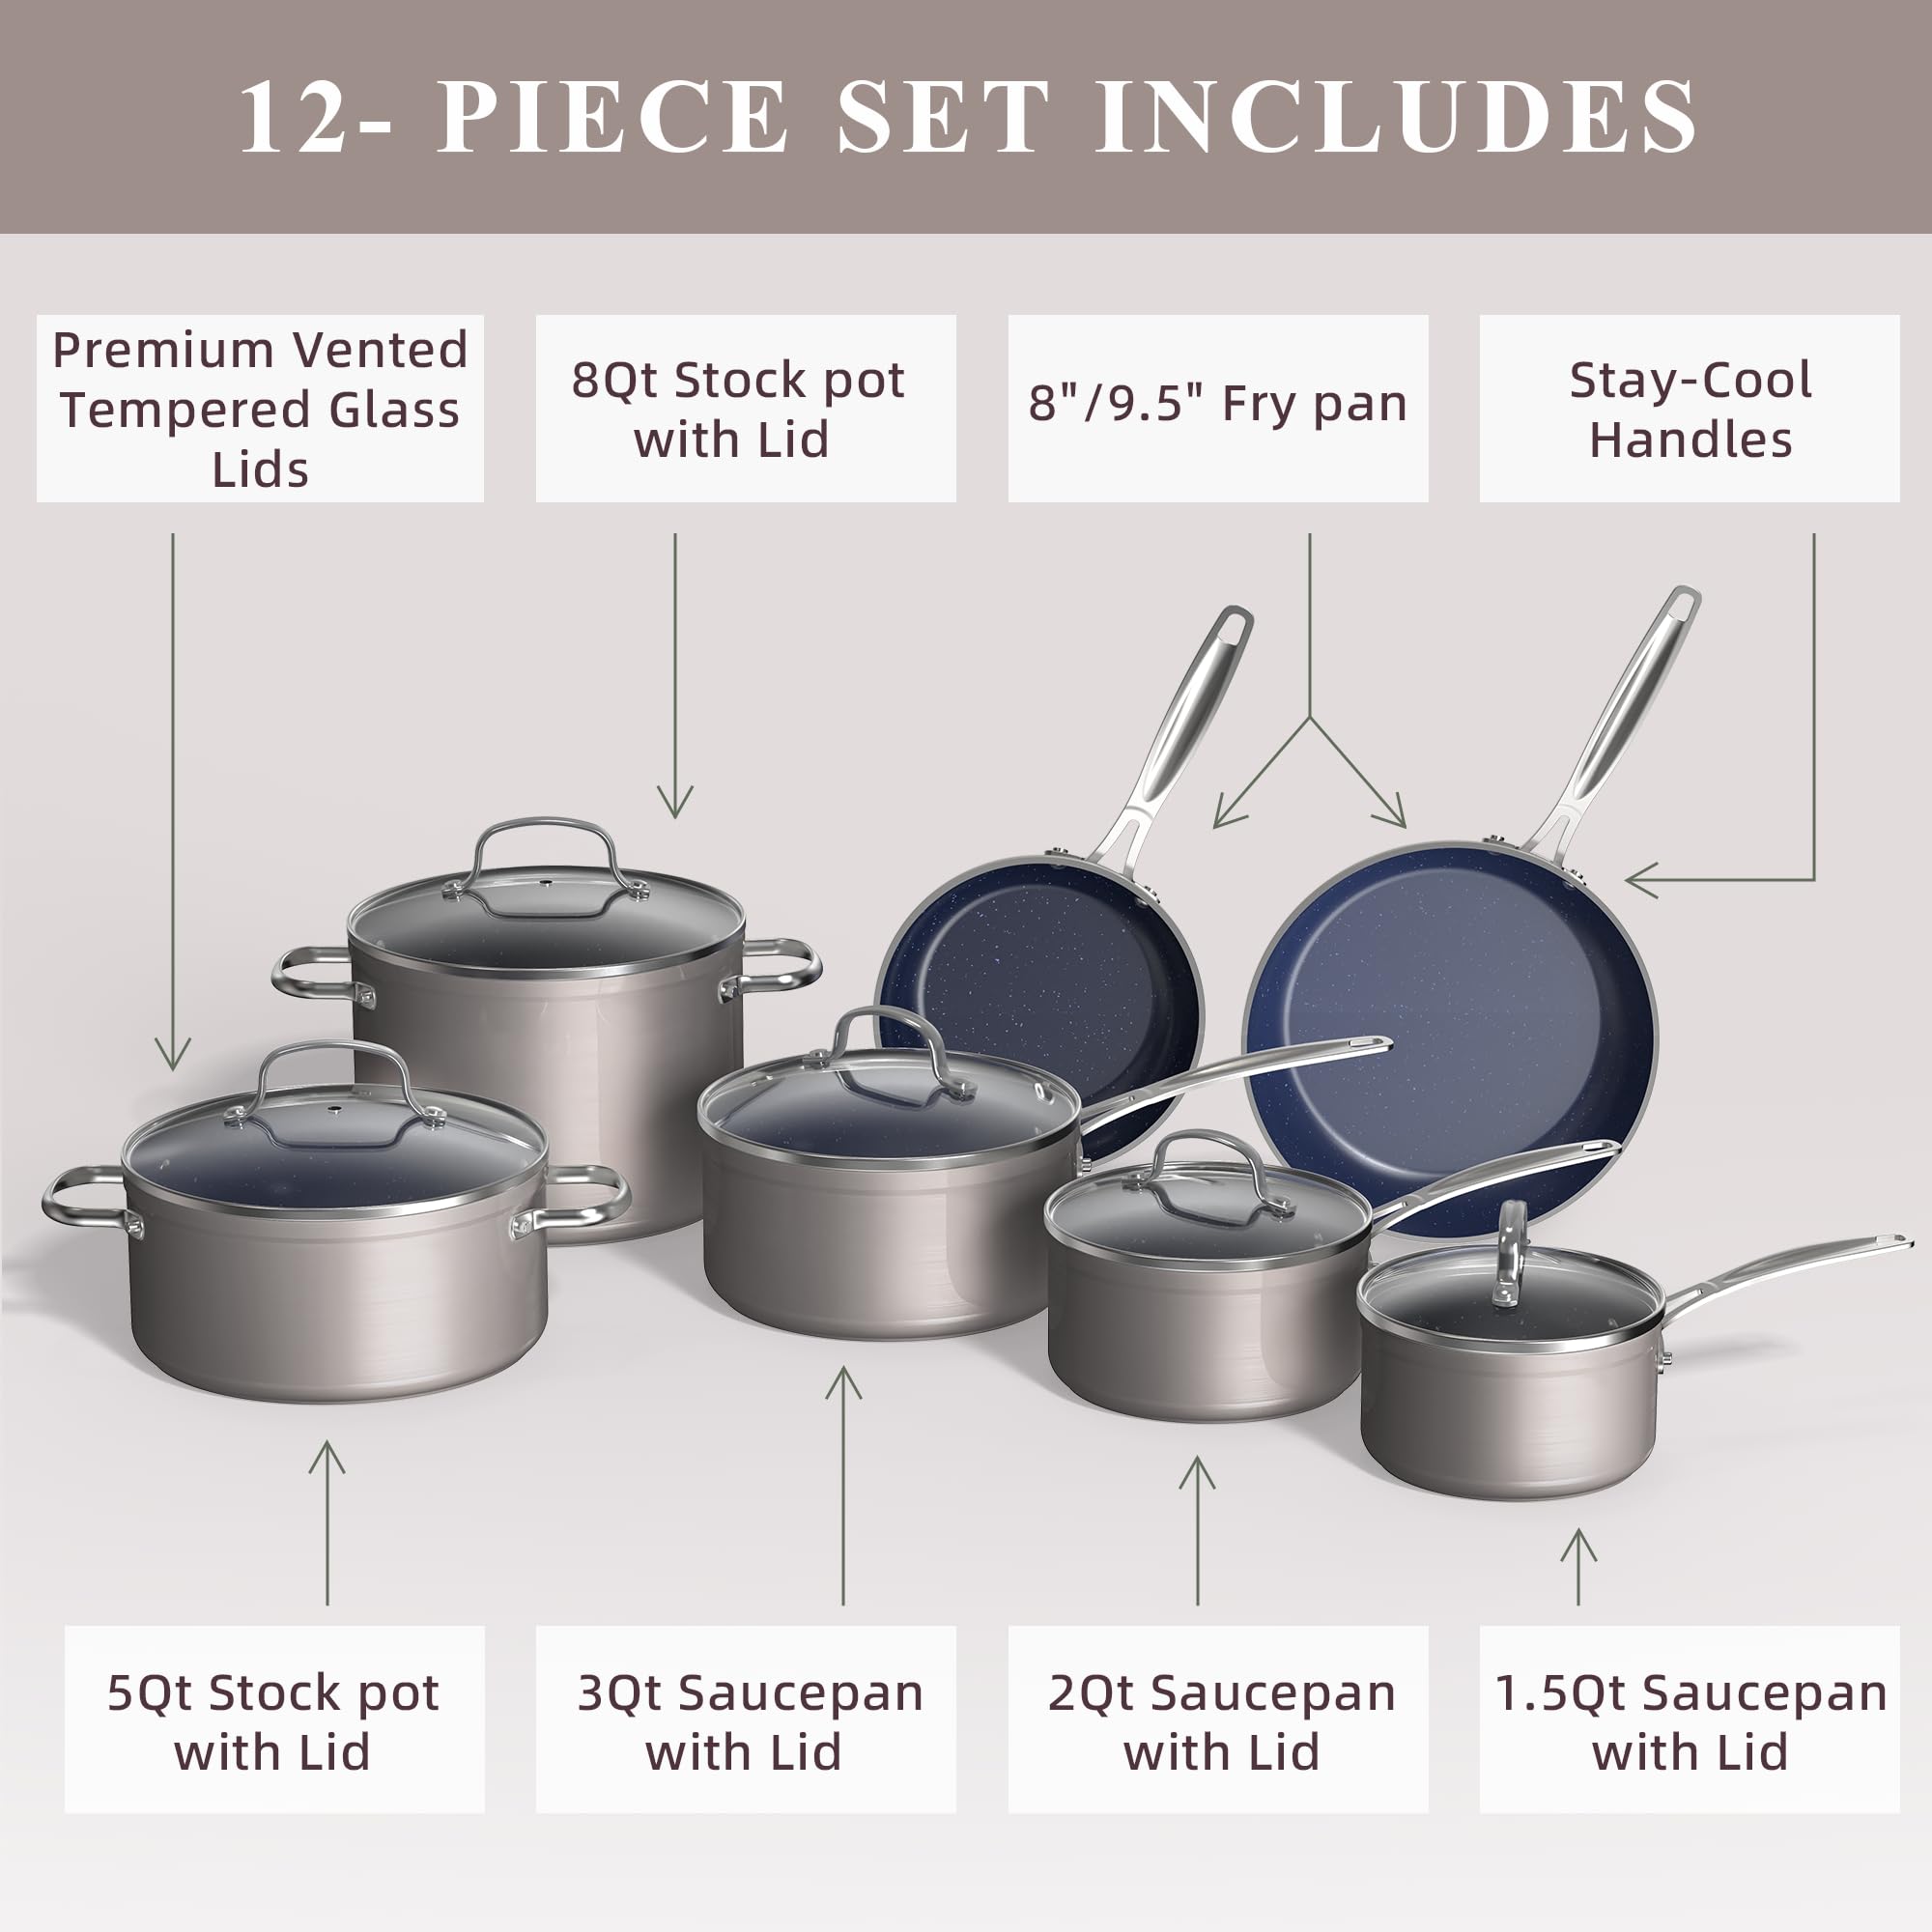 12- PIECE SET INCLUDES
Premium Vented
Tempered Glass
Lids
8Qt Stock pot
with Lid
8"/9.5" Fry pan
Stay-Cool
Handles
5Qt Stock pot
with Lid
3Qt Saucepan
with Lid
2Qt Saucepan
with Lid
1.5Qt Saucepan
with Lid